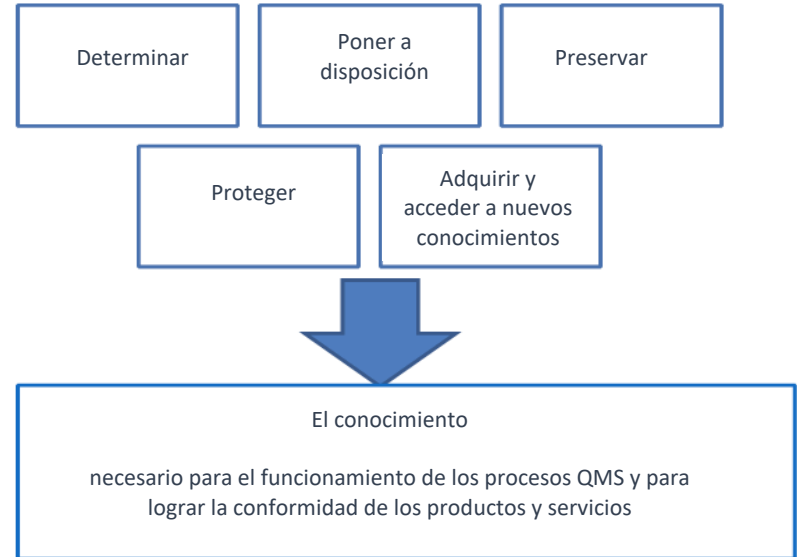 Determinar
Poner a
disposición
Preservar
Proteger
Adquirir y
acceder a nuevos
conocimientos
El conocimiento
necesario para el funcionamiento de los procesos QMS y para
lograr la conformidad de los productos y servicios